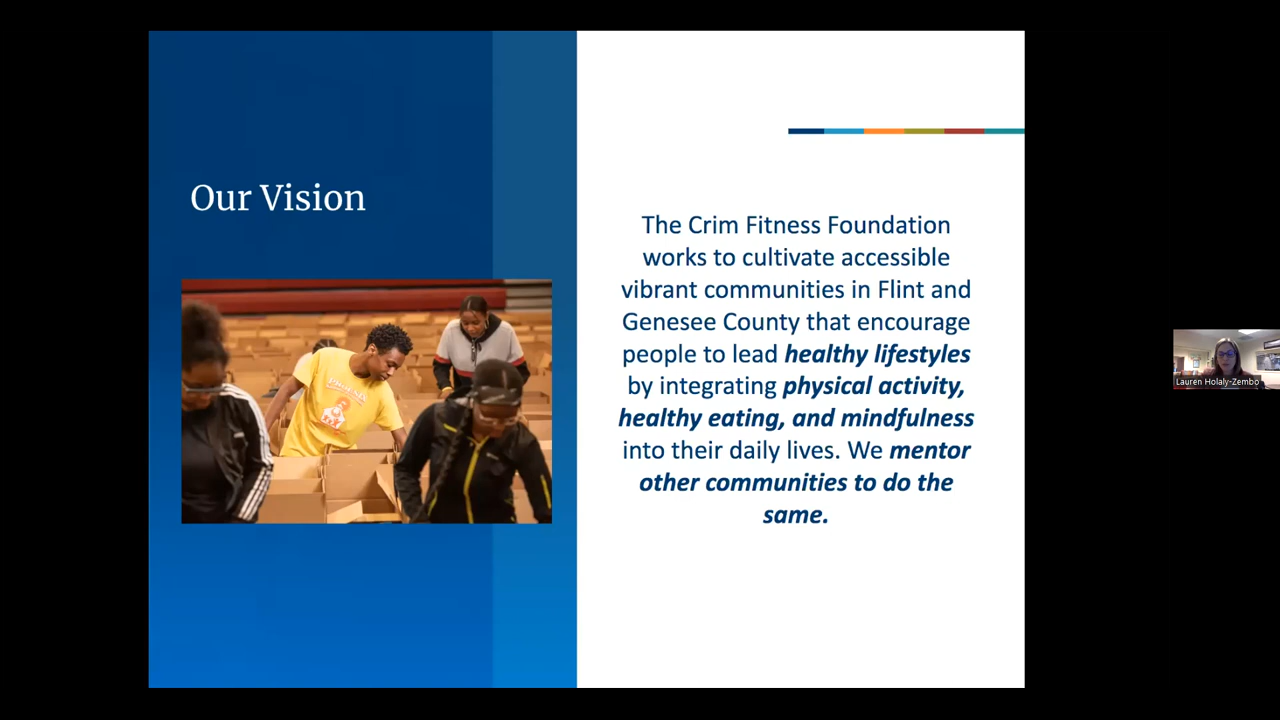 Our Vision
The Crim Fitness Foundation
works to cultivate accessible
vibrant communities in Flint and
Genesee County that encourage
people to lead healthy lifestyles
by integrating physical activity,
healthy eating, and mindfulness
into their daily lives. We mentor
other communities to do the
same.
Lauren Holaly-Zembo